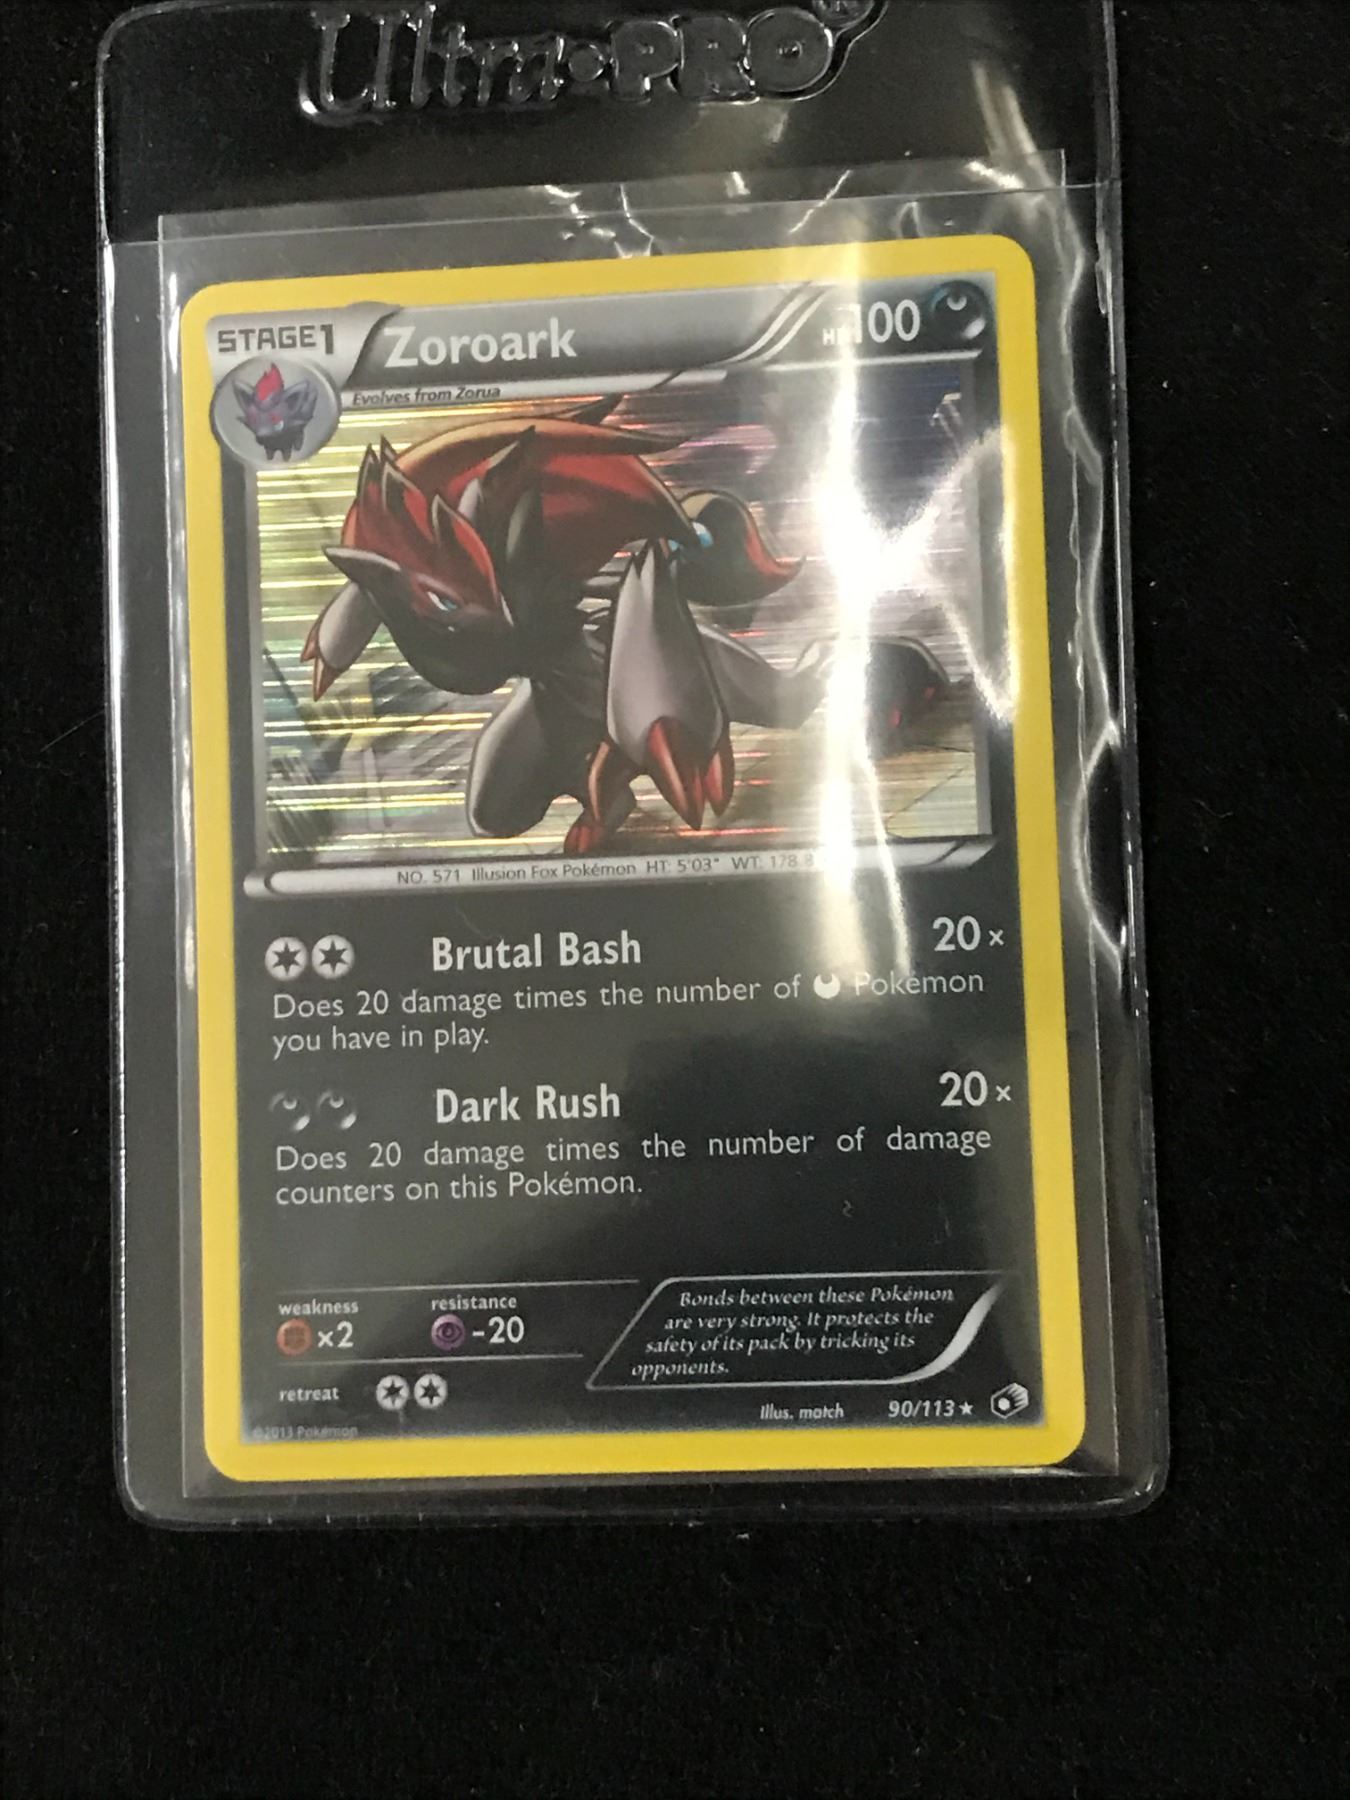 Ultra•PRO
STAGE1
Zoroark
HP100
Evolves from Zorua
NO. 571 Illusion Fox Pokémon HT: 5'03" WT: 178.8
Brutal Bash 20×
Does 20 damage times the number of Pokémon
you have in play.
Dark Rush 20×
Does 20 damage times the number of damage
counters on this Pokémon.
weakness
×2
resistance
-20
retreat
Bonds between these Pokémon
are very strong. It protects the
safety of its pack by tricking its
opponents.
Illus. match 90/113 ★
©2013 Pokémon